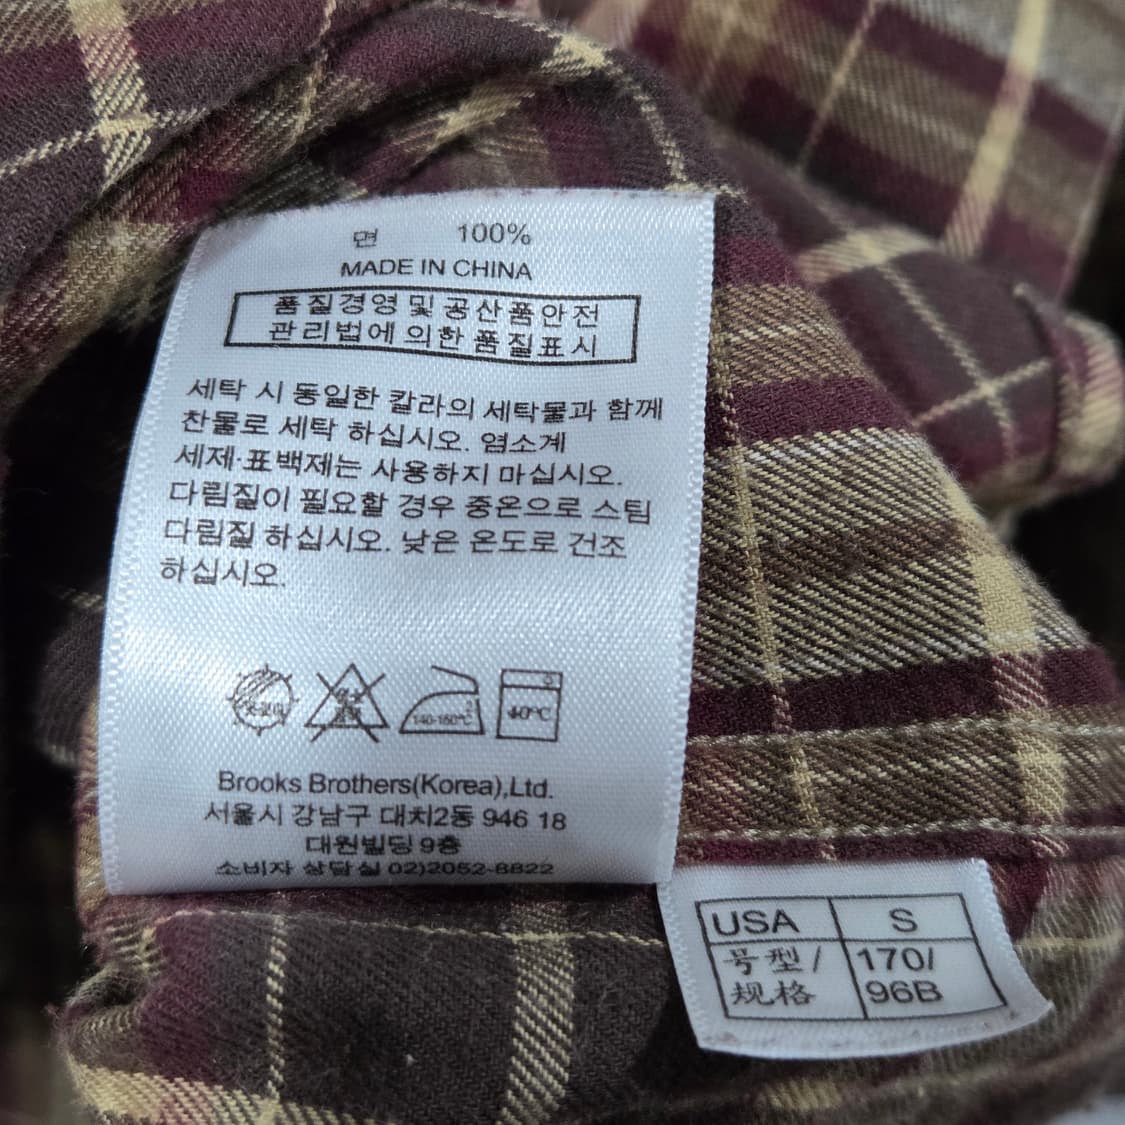 면 100%
MADE IN CHINA
품질경영및공산품안전
관리법에의한품질표시
세탁 시 동일한 칼라의 세탁물과 함께
찬물로 세탁 하십시오. 염소계
세제·표백제는 사용하지 마십시오.
다림질이 필요할 경우 중온으로 스팀
다림질 하십시오. 낮은 온도로 건조
하십시오.
140-160℃
40℃
Brooks Brothers(Korea),Ltd.
서울시 강남구 대치2동 946 18
대원빌딩 9층
소비자 상담실 02)2052-8822
USA S
号型/ 170/
规格 96B